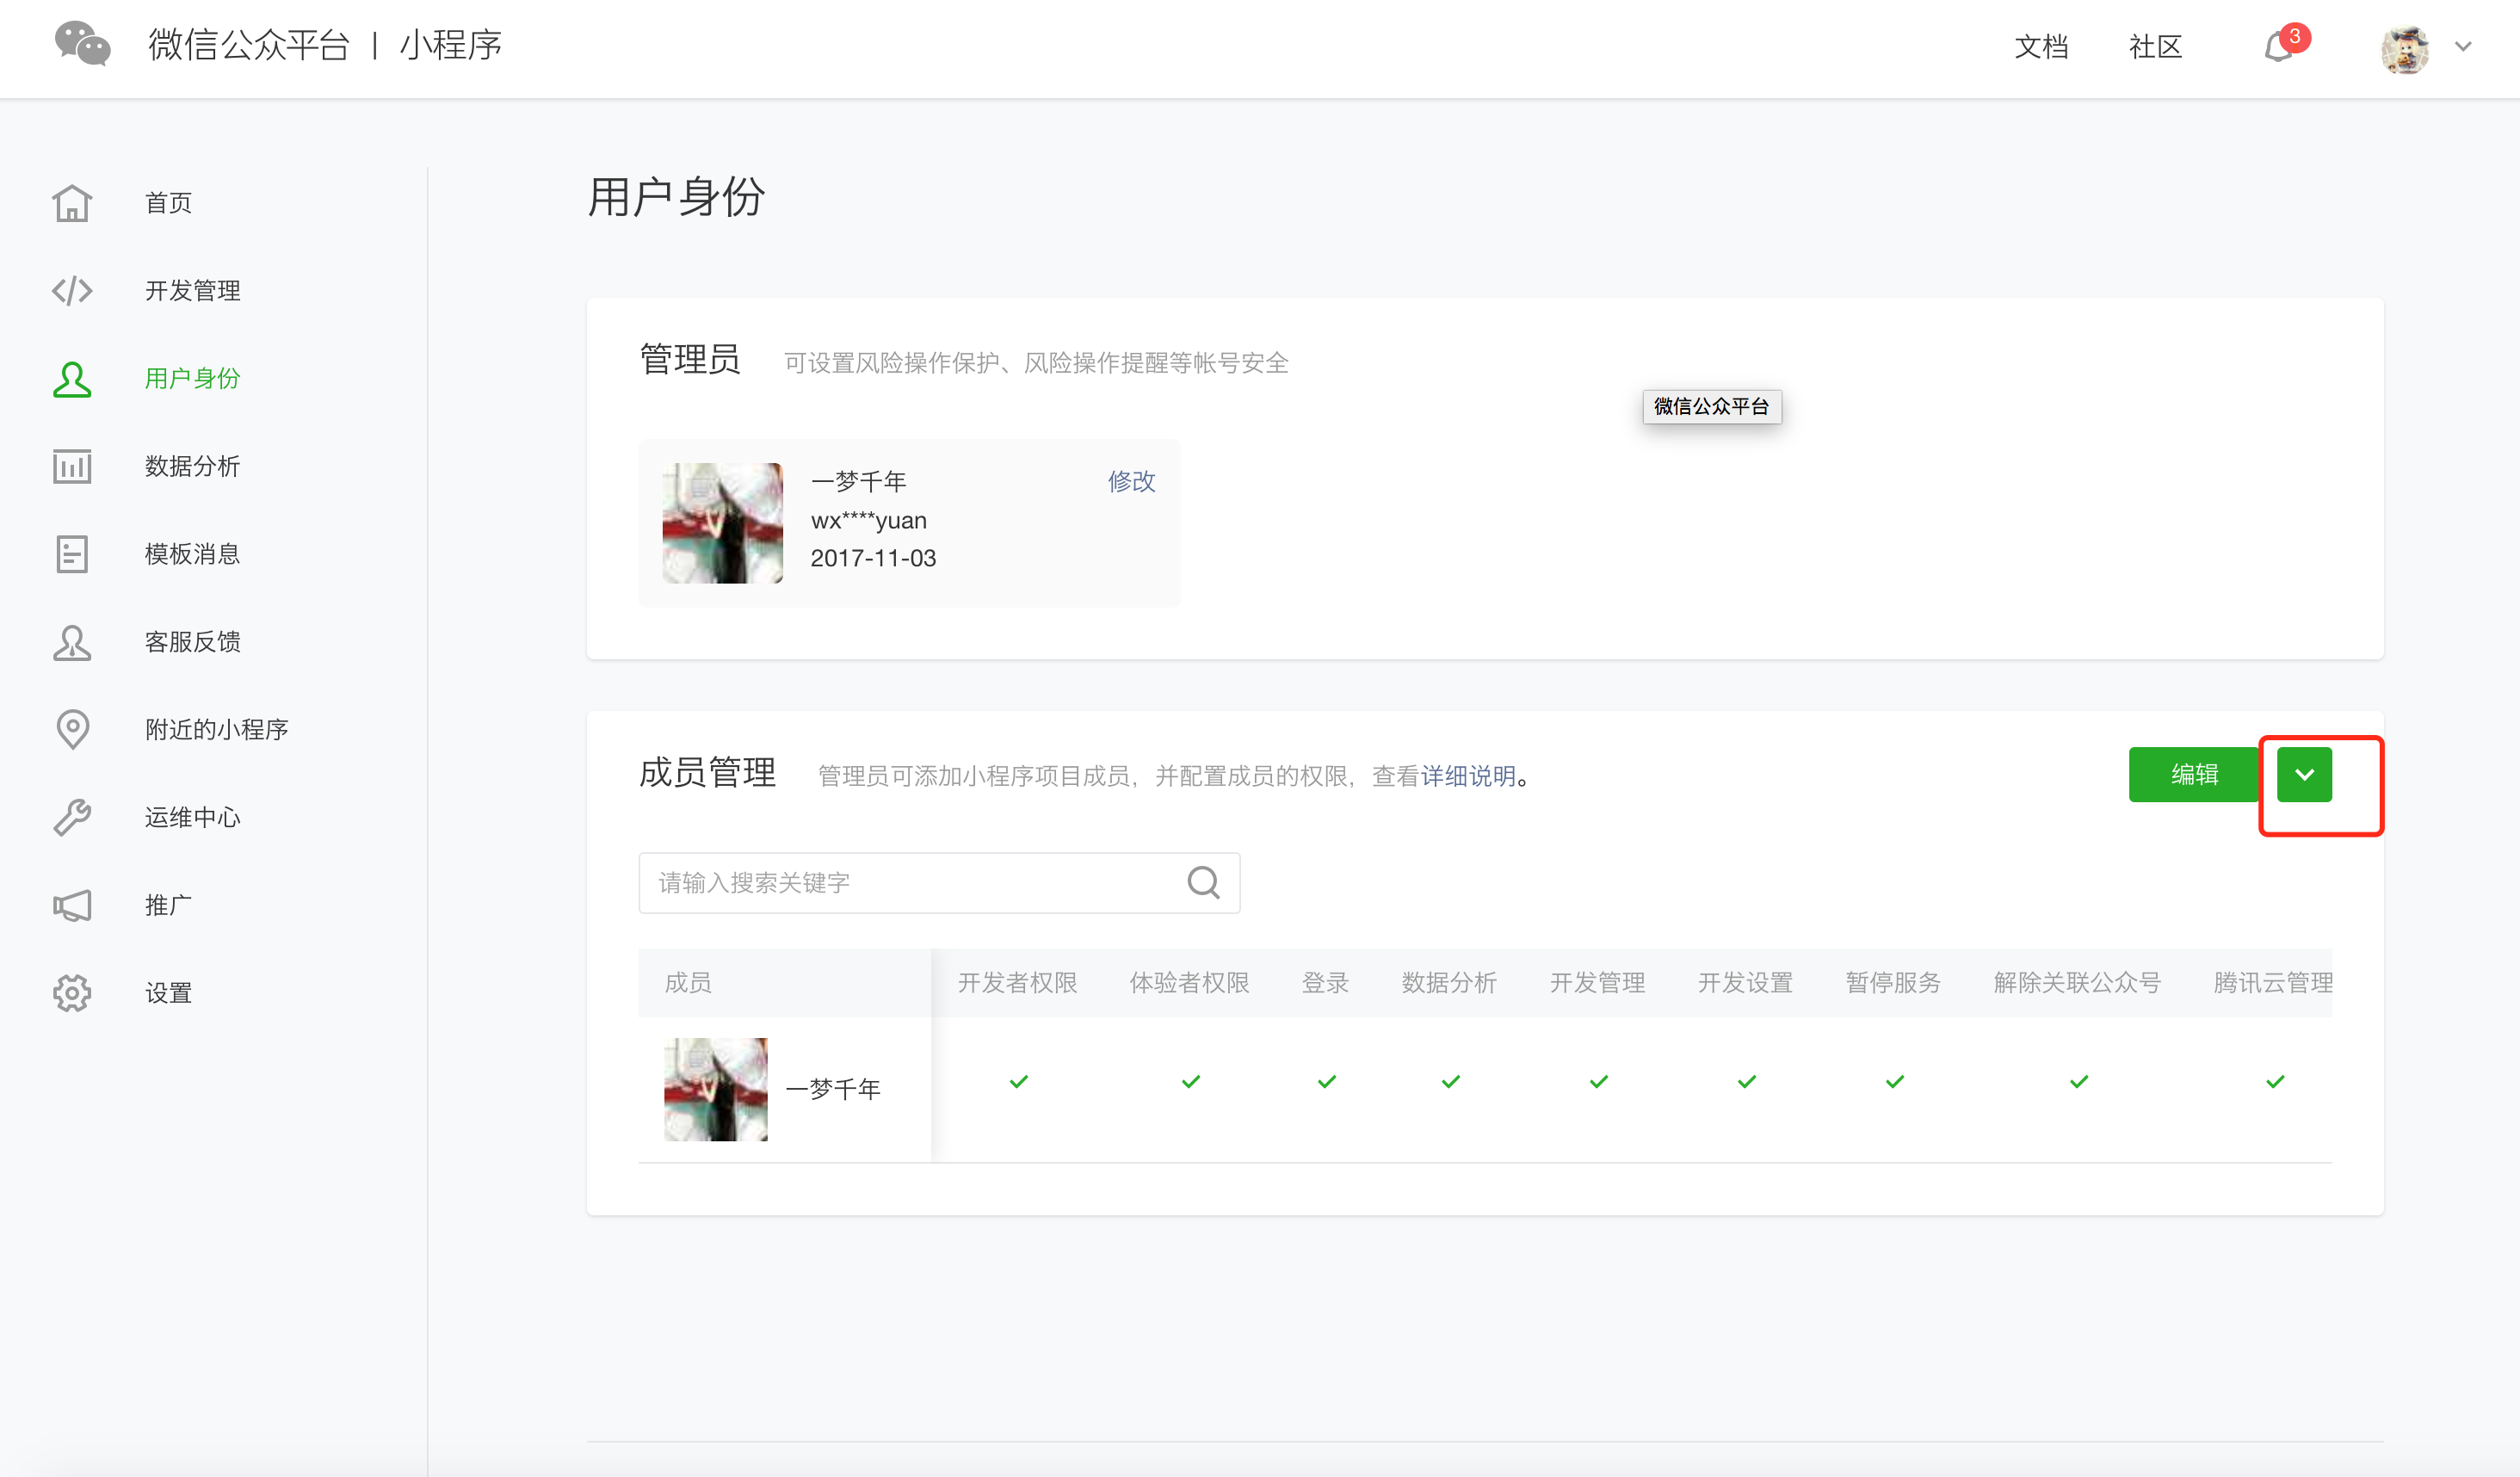 微信公众平台 | 小程序
文档
社区
3
首页
开发管理
用户身份
数据分析
模板消息
客服反馈
附近的小程序
运维中心
推广
设置
用户身份
管理员 可设置风险操作保护、风险操作提醒等帐号安全
微信公众平台
一梦千年 修改
wx****yuan
2017-11-03
成员管理 管理员可添加小程序项目成员，并配置成员的权限，查看详细说明。
编辑
请输入搜索关键字
成员 开发者权限 体验者权限 登录 数据分析 开发管理 开发设置 暂停服务 解除关联公众号 腾讯云管理
一梦千年